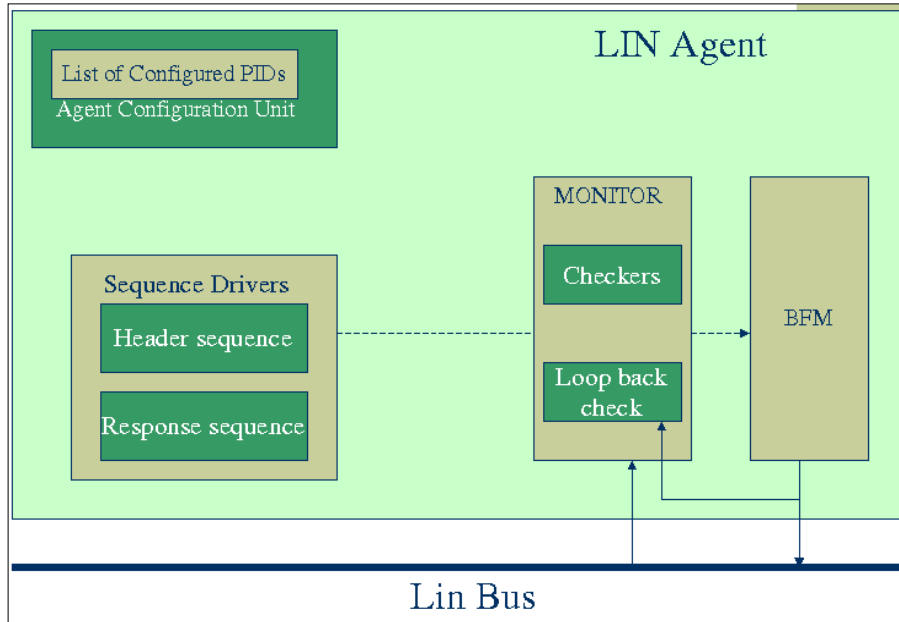 LIN Agent
List of Configured PIDs
Agent Configuration Unit
MONITOR
Checkers
BFM
Sequence Drivers
Header sequence
Loop back
check
Response sequence
Lin Bus